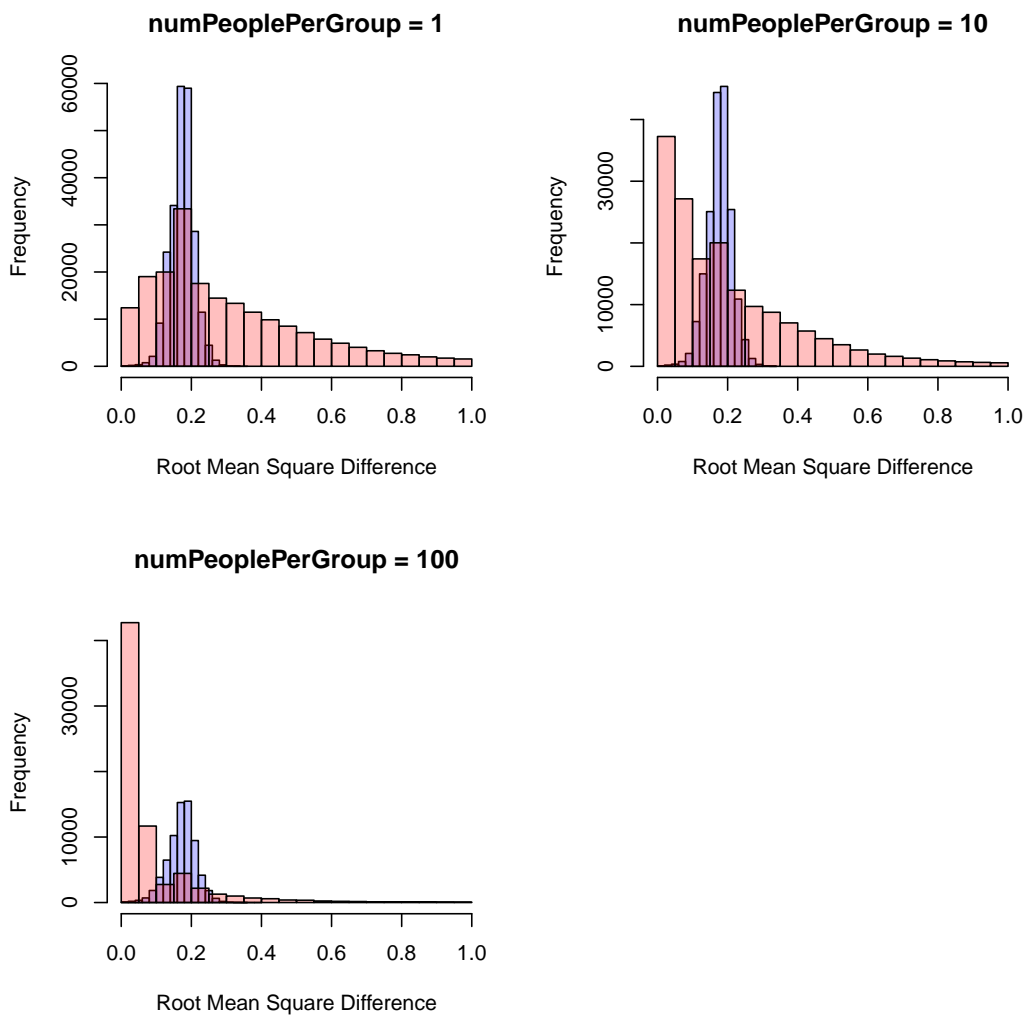 numPeoplePerGroup = 1
Frequency
0
20000
40000
60000
0.0 0.2 0.4 0.6 0.8 1.0
Root Mean Square Difference
numPeoplePerGroup = 10
Frequency
0
10000
30000
0.0 0.2 0.4 0.6 0.8 1.0
Root Mean Square Difference
numPeoplePerGroup = 100
Frequency
0
10000
30000
0.0 0.2 0.4 0.6 0.8 1.0
Root Mean Square Difference